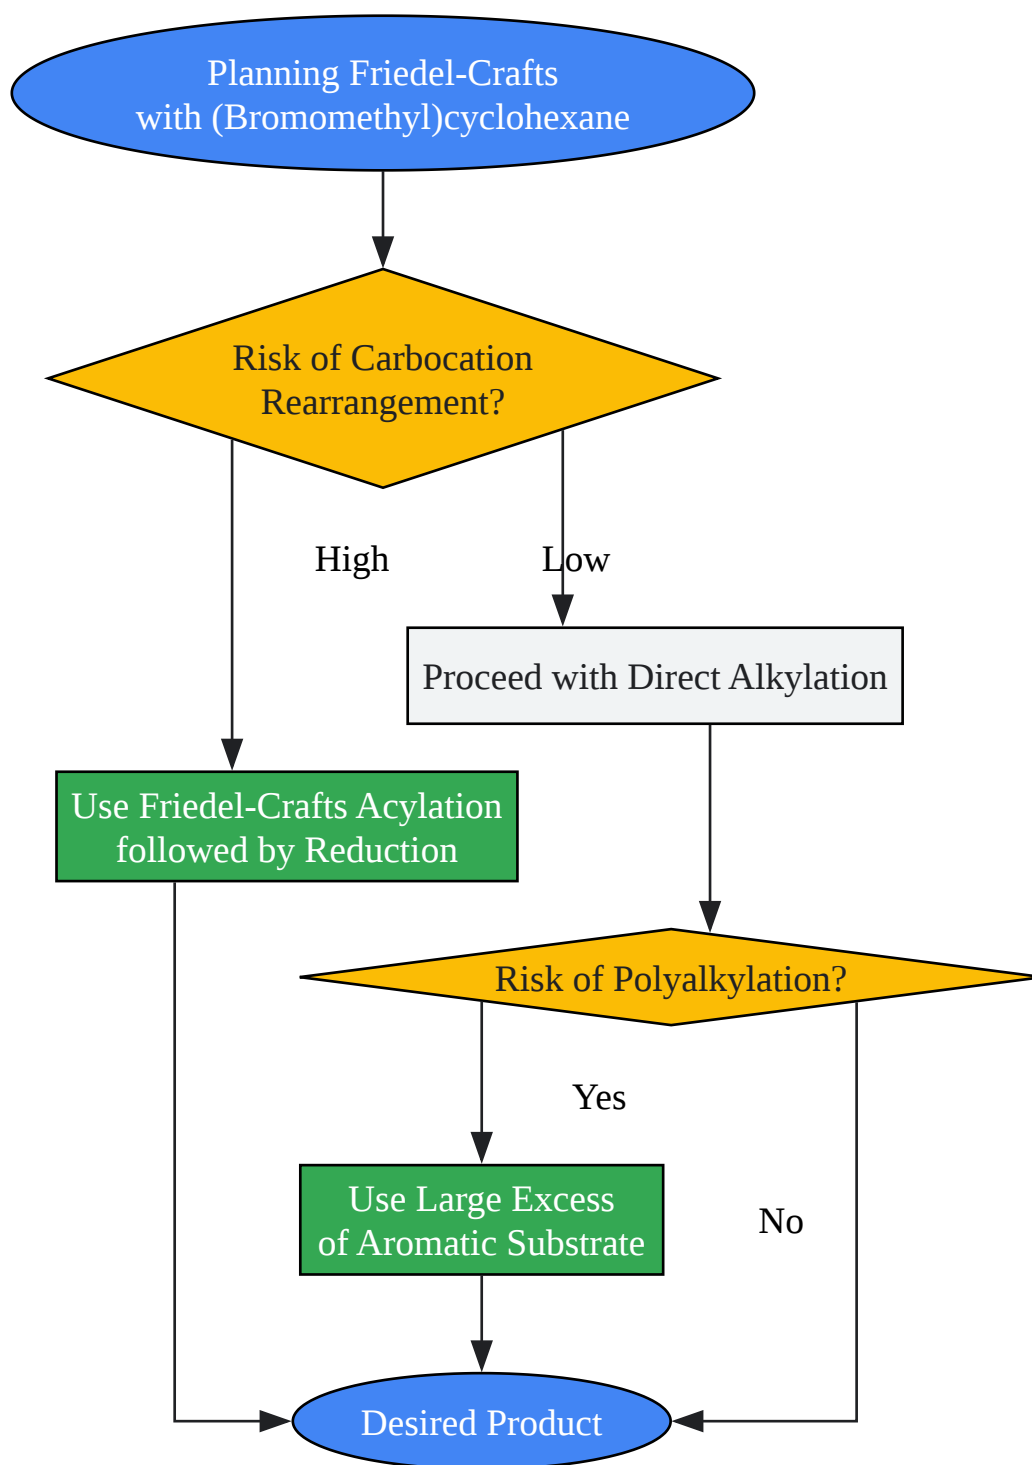 Planning Friedel-Crafts
with (Bromomethyl)cyclohexane
Risk of Carbocation
Rearrangement?
High
Low
Proceed with Direct Alkylation
Use Friedel-Crafts Acylation
followed by Reduction
Risk of Polyalkylation?
Yes
Use Large Excess
of Aromatic Substrate
No
Desired Product